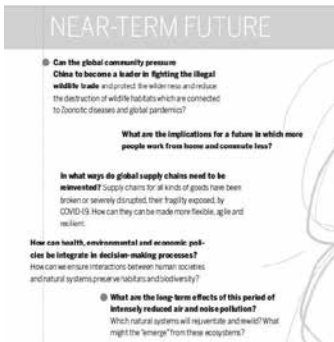 NEAR-TERM FUTURE
Can the global community pressure
China to become a leader in fighting the illegal
wildlife trade and protect the wilderness and reduce
the destruction of wildlife habitats which are connected
to Zoonotic diseases and global pandemics?
What are the implications for a future in which more
people work from home and commute less?
In what ways do global supply chains need to be
reinvented? Supply chains for all kinds of goods have been
broken or severely disrupted, their fragility exposed, by
COVID-19. How can they can be made more flexible, agile and
resilient.
How can health, environmental and economic poli-
cies be integrate in decision-making processes?
How can we ensure interactions between human societies
and natural systems preserve habitats and biodiversity?
What are the long-term effects of this period of
intensely reduced air and noise pollution?
Which natural systems will rejuventate and rewild? What
might the "emerge" from these ecosystems?